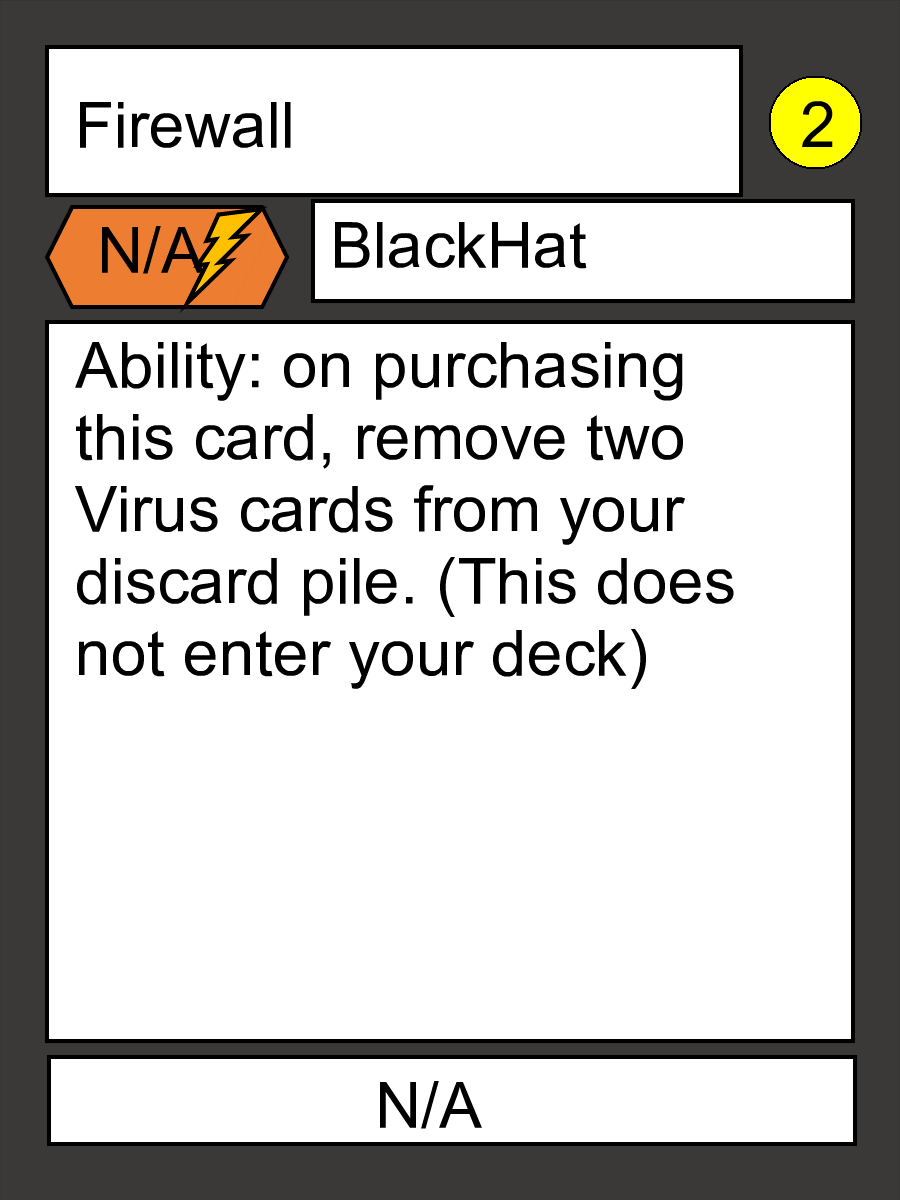 Firewall
2
N/A
BlackHat
Ability: on purchasing
this card, remove two
Virus cards from your
discard pile. (This does
not enter your deck)
N/A